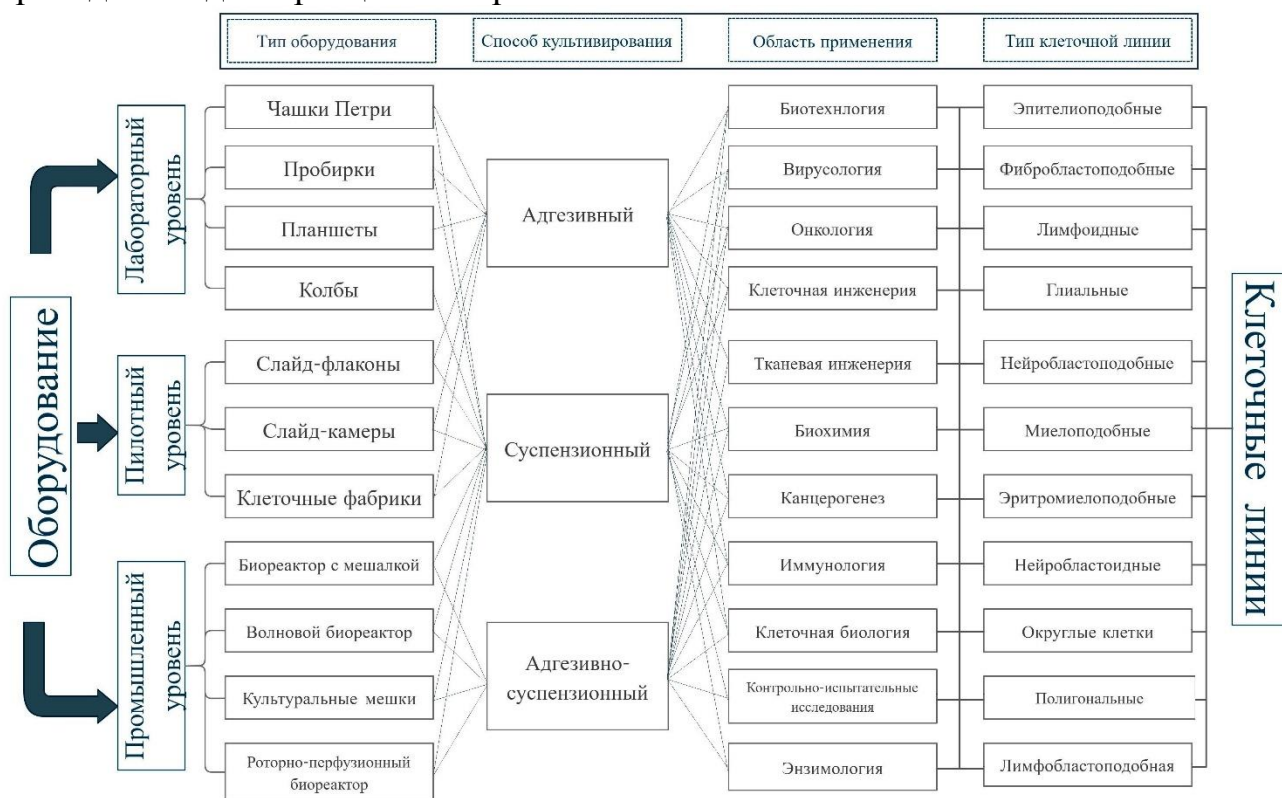 Тип оборудования
Способ культивирования
Область применения
Тип клеточной линии
Оборудование
Лабораторный
уровень
Чашки Петри
Пробирки
Планшеты
Колбы
Пилотный
уровень
Слайд-флаконы
Слайд-камеры
Клеточные фабрики
Промышленный
уровень
Биореактор с мешалкой
Волновой биореактор
Культуральные мешки
Роторно-перфузионный
биореактор
Адгезивный
Суспензионный
Адгезивно-
суспензионный
Биотехнлогия
Вирусология
Онкология
Клеточная инженерия
Тканевая инженерия
Биохимия
Канцерогенез
Иммунология
Клеточная биология
Контрольно-испытательные
исследования
Энзимология
Эпителиоподобные
Фибробластоподобные
Лимфоидные
Глиальные
Нейробластоподобные
Миелоподобные
Эритромиелоподобные
Нейробластоидные
Округлые клетки
Полигональные
Лимфобластоподобная
Клеточные линии